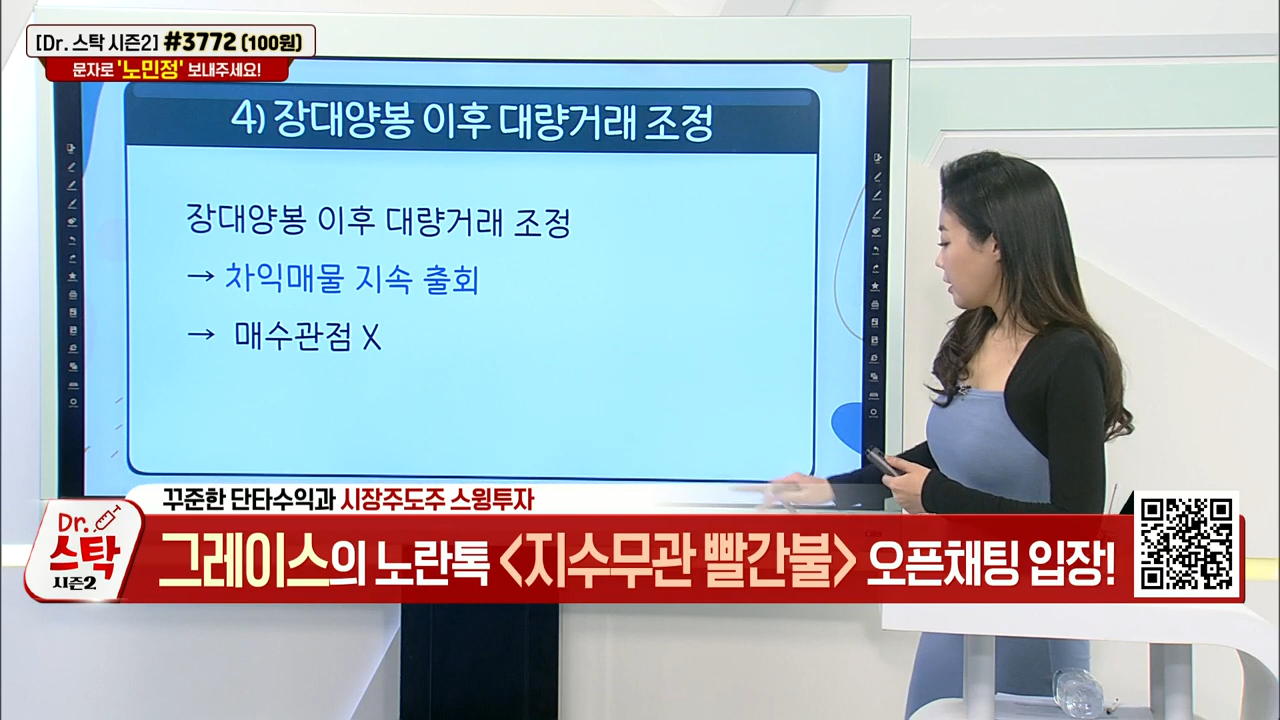 [Dr. 스탁 시즌2] #3772 (100원)
문자로 '노민정' 보내주세요!
4) 장대양봉 이후 대량거래 조정
장대양봉 이후 대량거래 조정
→ 차익매물 지속 출회
→ 매수관점 X
꾸준한 단타수익과 시장주도주 스윙투자
Dr.
스탁
시즌2
그레이스의 노란톡 <지수무관 빨간불> 오픈채팅 입장!